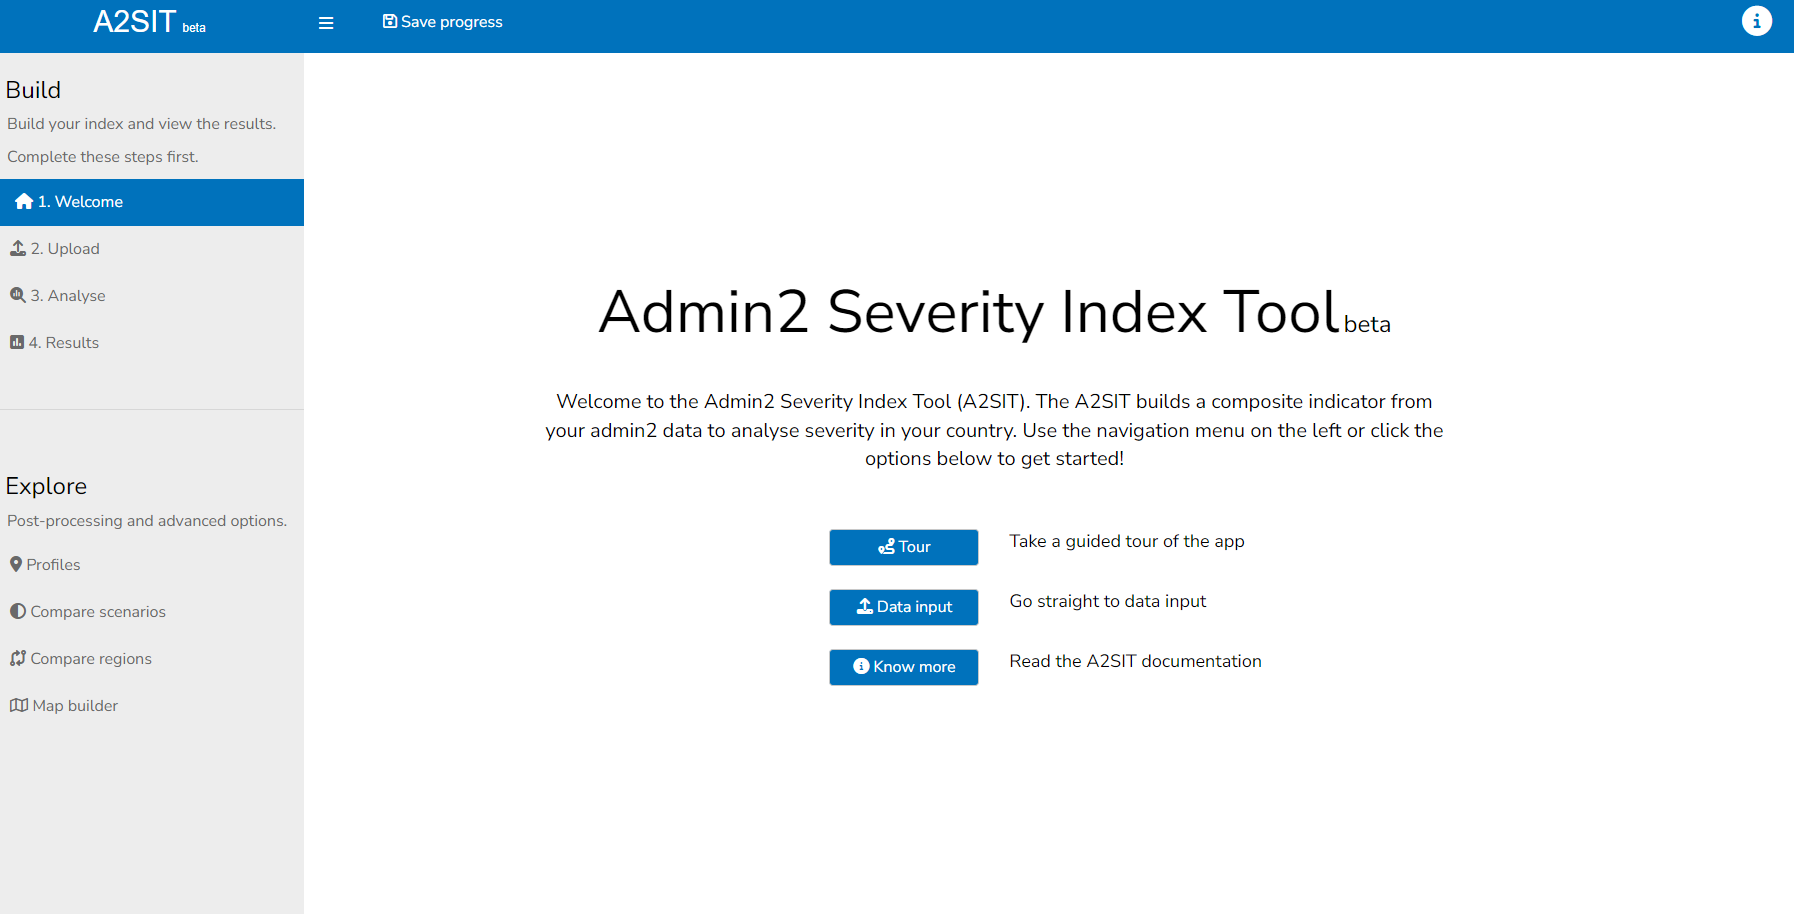 A2SIT beta
Save progress
Build
Build your index and view the results.
Complete these steps first.
1. Welcome
2. Upload
3. Analyse
4. Results
Explore
Post-processing and advanced options.
Profiles
Compare scenarios
Compare regions
Map builder
Admin2 Severity Index Tool beta
Welcome to the Admin2 Severity Index Tool (A2SIT). The A2SIT builds a composite indicator from
your admin2 data to analyse severity in your country. Use the navigation menu on the left or click the
options below to get started!
Tour Take a guided tour of the app
Data input Go straight to data input
Know more Read the A2SIT documentation